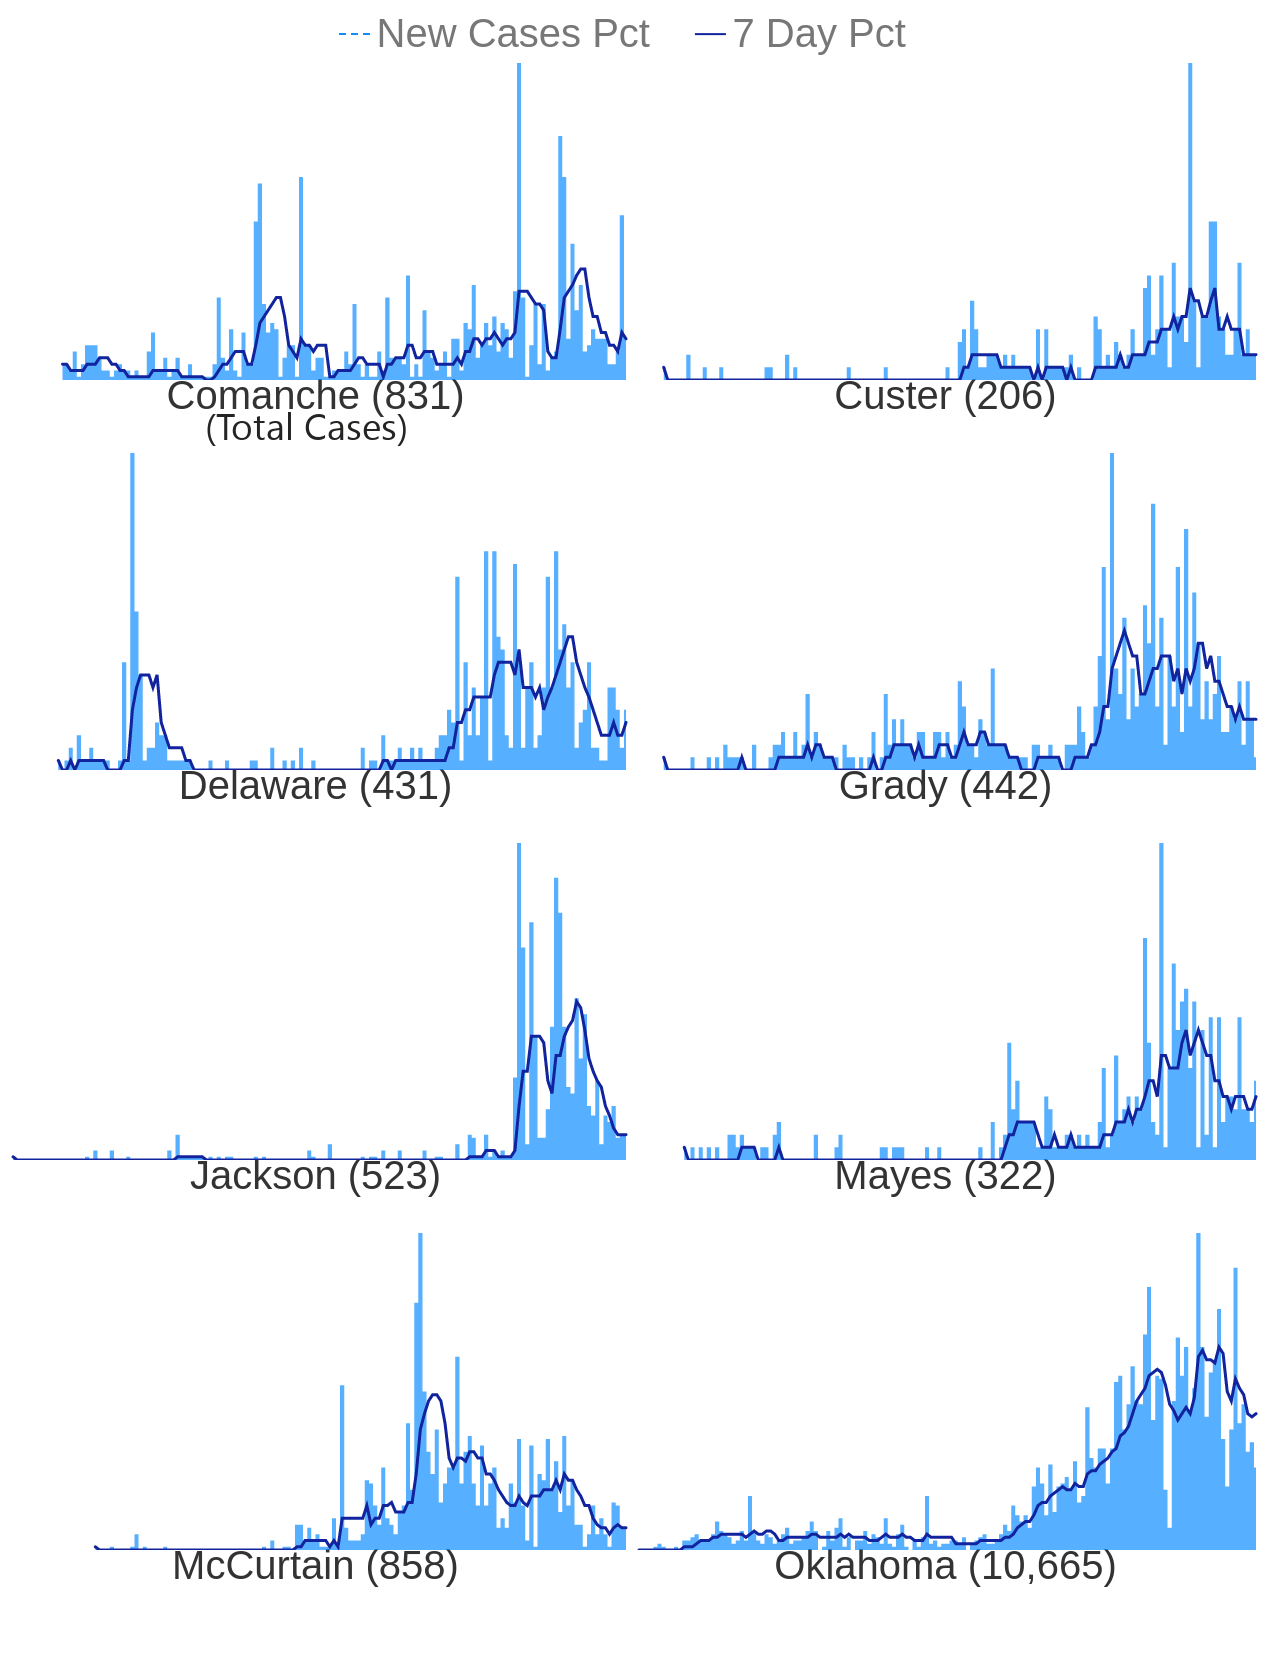 New Cases Pct 7 Day Pct
Comanche (831) Custer (206)
(Total Cases)
Delaware (431) Grady (442)
Jackson (523) Mayes (322)
McCurtain (858) Oklahoma (10,665)